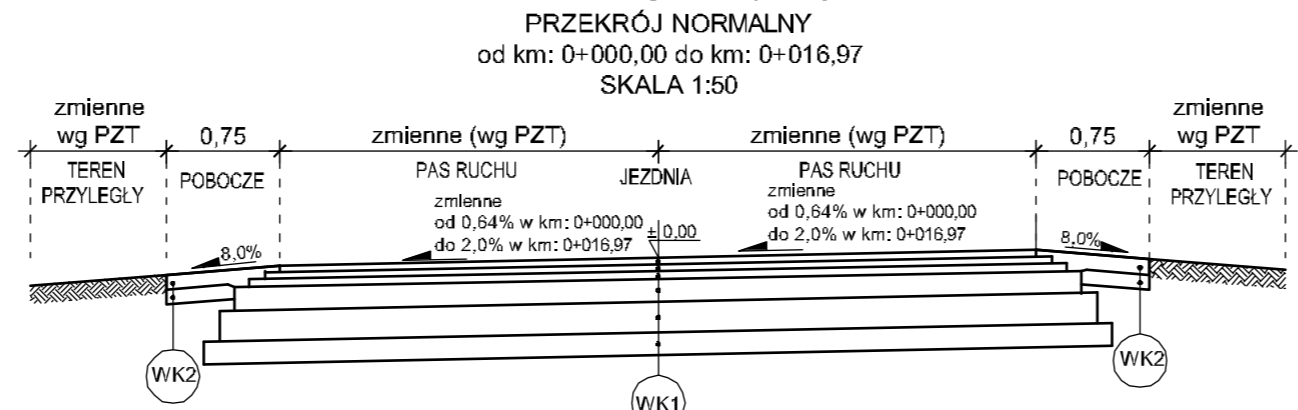 PRZEKRÓJ NORMALNY
od km: 0+000,00 do km: 0+016,97
SKALA 1:50
zmienne
wg PZT
0,75
zmienne (wg PZT)
zmienne (wg PZT)
0,75
zmienne
wg PZT
TEREN
PRZYLEGŁY
POBOCZE
PAS RUCHU
JEZDNIA
PAS RUCHU
POBOCZE
TEREN
PRZYLEGŁY
zmienne
od 0,64% w km: 0+000,00
do 2,0% w km: 0+016,97
± 0,00
zmienne
od 0,64% w km: 0+000,00
do 2,0% w km: 0+016,97
8,0%
8,0%
WK2
WK1
WK2